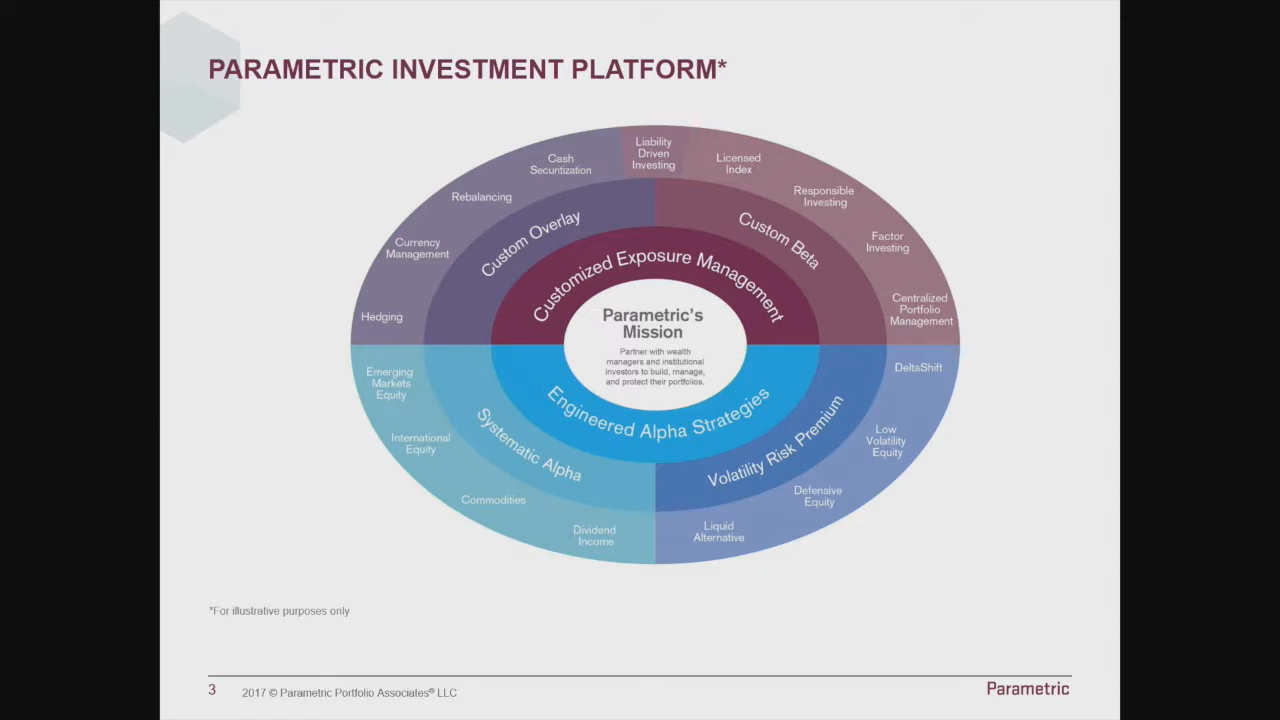 PARAMETRIC INVESTMENT PLATFORM*
Liability
Driven
Investing
Cash
Securitization
Licensed
Index
Rebalancing
Responsible
Investing
Currency
Management
Factor
Investing
Hedging
Centralized
Portfolio
Management
Custom Overlay
Custom Beta
Customized Exposure Management
Parametric's
Mission
Partner with wealth
managers and institutional
investors to build, manage,
and protect their portfolios.
Engineered Alpha Strategies
Systematic Alpha
Volatility Risk Premium
Emerging
Markets
Equity
DeltaShift
International
Equity
Low
Volatility
Equity
Commodities
Defensive
Equity
Dividend
Income
Liquid
Alternative
*For illustrative purposes only
3
2017 © Parametric Portfolio Associates® LLC
Parametric